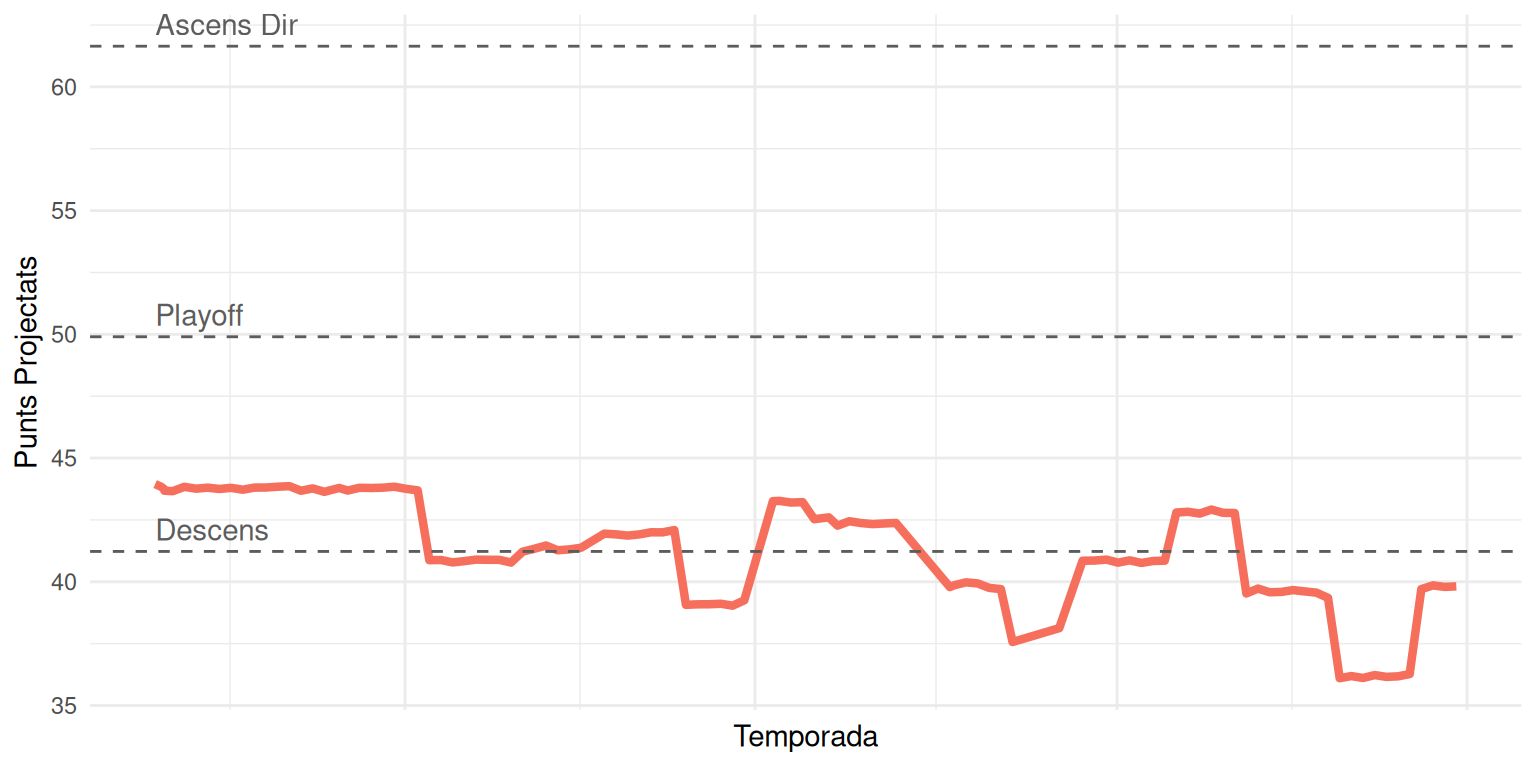 Ascens Dir
60
55
Playoff
50
45
Descens
40
35
Punts Projectats
Temporada